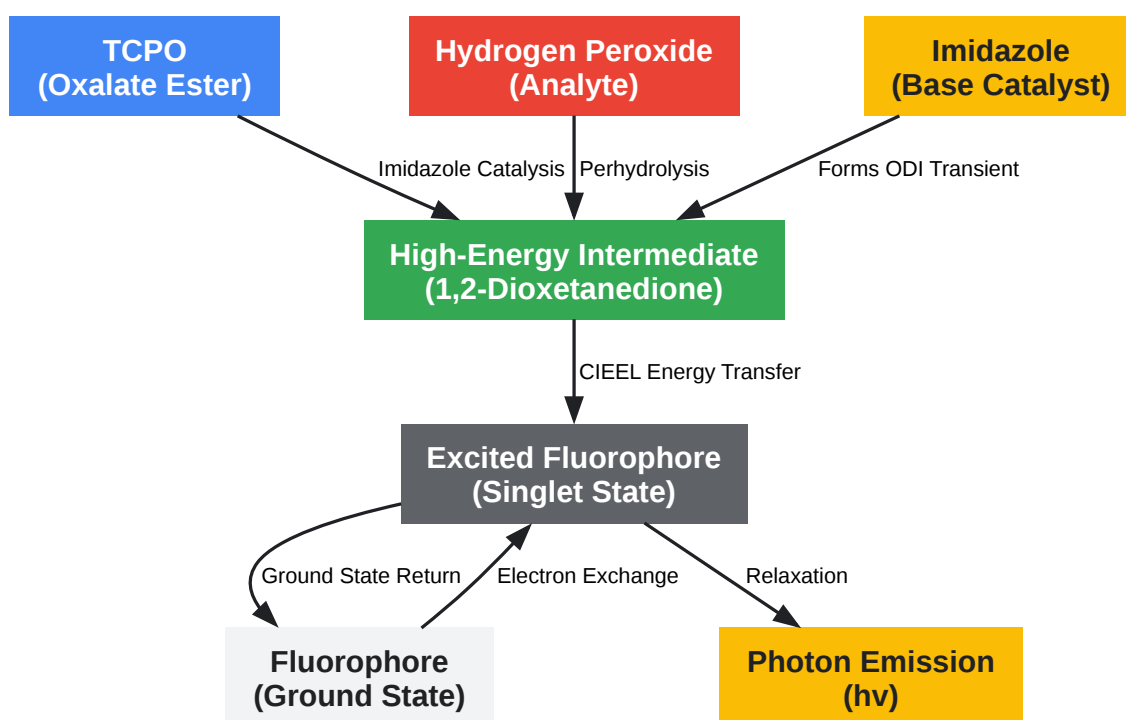 TCPO
(Oxalate Ester)
Hydrogen Peroxide
(Analyte)
Imidazole
(Base Catalyst)
Imidazole Catalysis
Perhydrolysis
Forms ODI Transient
High-Energy Intermediate
(1,2-Dioxetanedione)
CIEEL Energy Transfer
Excited Fluorophore
(Singlet State)
Ground State Return
Electron Exchange
Relaxation
Fluorophore
(Ground State)
Photon Emission
(hv)